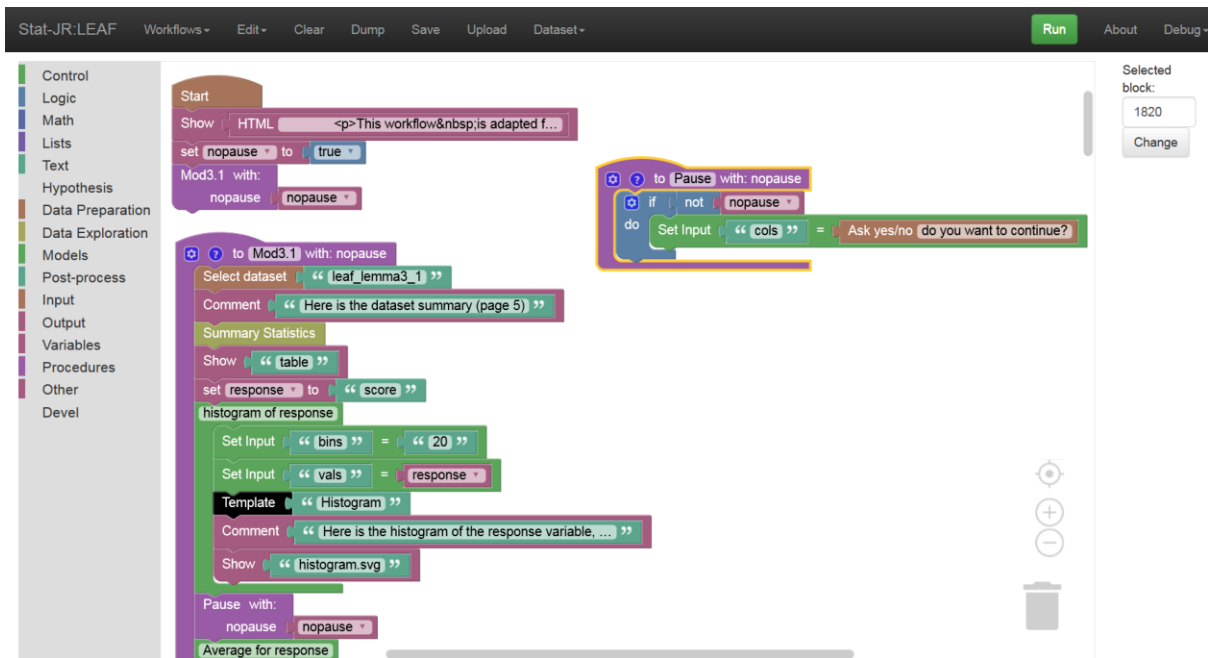 Stat-JR:LEAF Workflows Edit Clear Dump Save Upload Dataset Run About Debug
Control
Logic
Math
Lists
Text
Hypothesis
Data Preparation
Data Exploration
Models
Post-process
Input
Output
Variables
Procedures
Other
Devel
Start
Show HTML <p>This workflow&nbsp;is adapted f...
set nopause to true
Mod3.1 with:
nopause nopause
? to Mod3.1 with: nopause
Select dataset “ leaf_lemma3_1 ”
Comment “ Here is the dataset summary (page 5) ”
Summary Statistics
Show “ table ”
set response to “ score ”
histogram of response
Set Input “ bins ” = “ 20 ”
Set Input “ vals ” = response
Template “ Histogram ”
Comment “ Here is the histogram of the response variable, ... ”
Show “ histogram.svg ”
Pause with:
nopause nopause
Average for response
? to Pause with: nopause
if not nopause
do Set Input “ cols ” = Ask yes/no do you want to continue?
Selected
block:
1820
Change